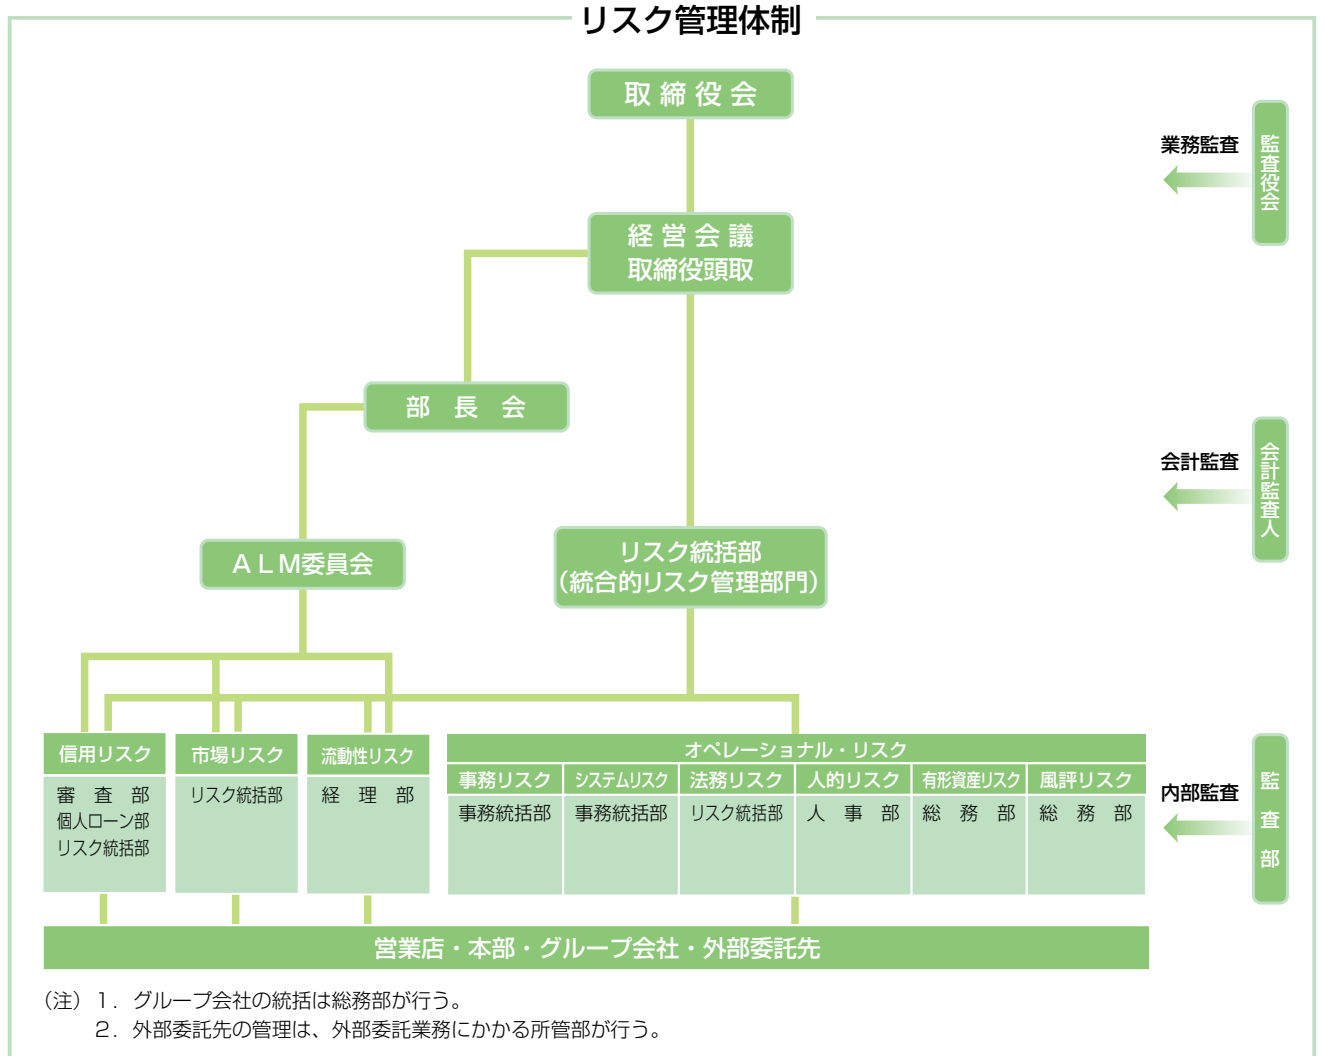 リスク管理体制
取締役会
業務監査
監査役会
経営会議
取締役頭取
部長会
会計監査
会計監査人
ALM委員会
リスク統括部
(統合的リスク管理部門)
信用リスク
審査部
個人ローン部
リスク統括部
市場リスク
リスク統括部
流動性リスク
経理部
オペレーショナル・リスク
事務リスク
事務統括部
システムリスク
事務統括部
法務リスク
リスク統括部
人的リスク
人事部
有形資産リスク
総務部
風評リスク
総務部
内部監査
監査部
営業店・本部・グループ会社・外部委託先
(注)1.グループ会社の統括は総務部が行う。
2.外部委託先の管理は、外部委託業務にかかる所管部が行う。